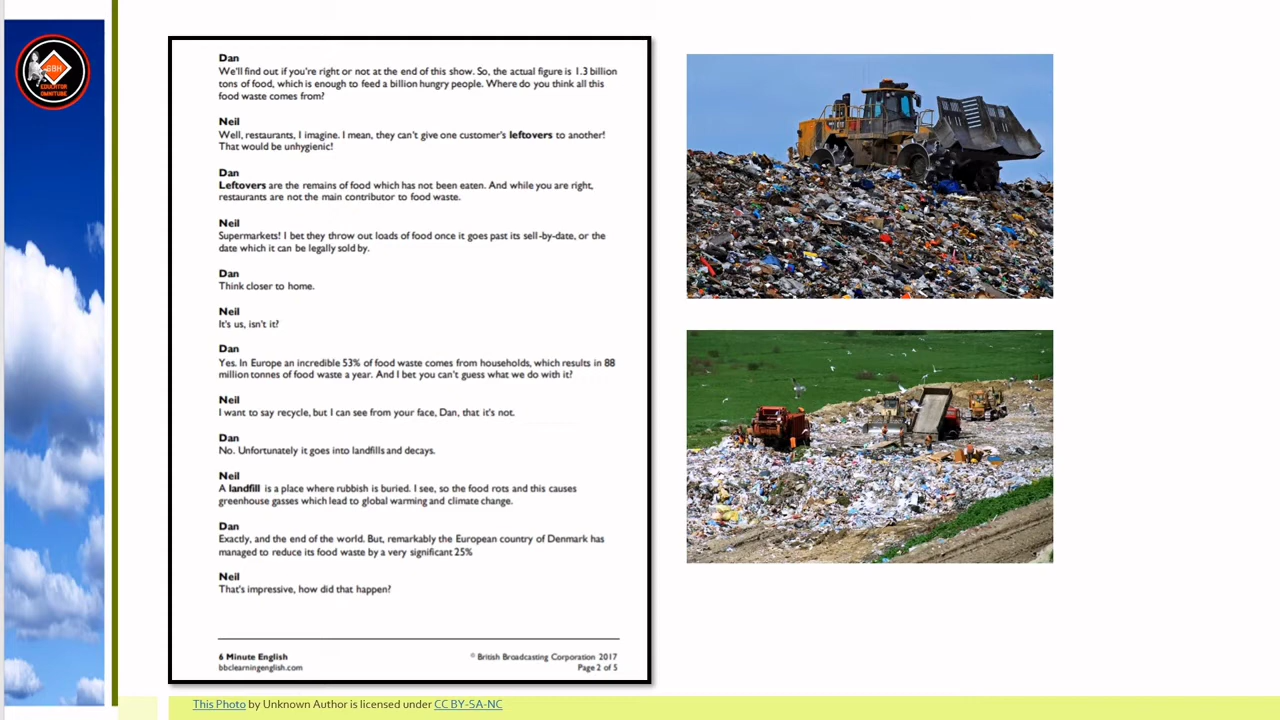 Dan
We'll find out if you're right or not at the end of this show. So, the actual figure is 1.3 billion
tons of food, which is enough to feed a billion hungry people. Where do you think all this
food waste comes from?
Neil
Well, restaurants, I imagine. I mean, they can't give one customer's leftovers to another!
That would be unhygienic!
Dan
Leftovers are the remains of food which has not been eaten. And while you are right,
restaurants are not the main contributor to food waste.
Neil
Supermarkets! I bet they throw out loads of food once it goes past its sell-by-date, or the
date which it can be legally sold by.
Dan
Think closer to home.
Neil
It's us, isn't it?
Dan
Yes. In Europe an incredible 53% of food waste comes from households, which results in 88
million tonnes of food waste a year. And I bet you can't guess what we do with it?
Neil
I want to say recycle, but I can see from your face, Dan, that it's not.
Dan
No. Unfortunately it goes into landfills and decays.
Neil
A landfill is a place where rubbish is buried. I see, so the food rots and this causes
greenhouse gasses which lead to global warming and climate change.
Dan
Exactly, and the end of the world. But, remarkably the European country of Denmark has
managed to reduce its food waste by a very significant 25%
Neil
That's impressive, how did that happen?
6 Minute English
bbclearningenglish.com
© British Broadcasting Corporation 2017
Page 2 of 5
This Photo by Unknown Author is licensed under CC BY-SA-NC
EDUCATOR
OMNITUBE